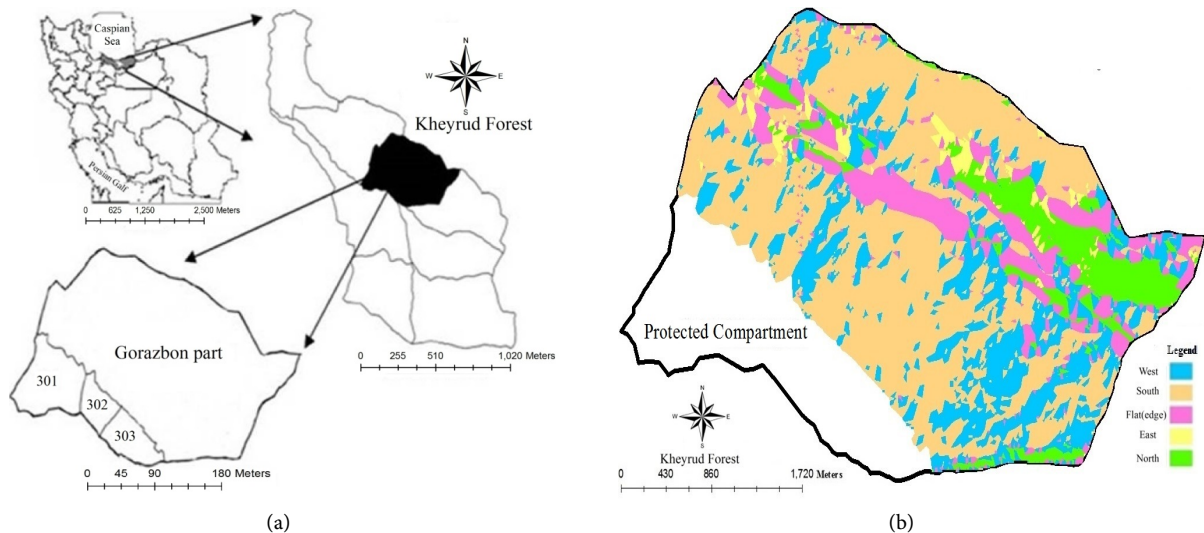 Caspian
Sea
Persian Galf
0 625 1,250 2,500 Meters
N
W E
S
Kheyrud Forest
0 255 510 1,020 Meters
Gorazbon part
301
302
303
0 45 90 180 Meters
(a)
Protected Compartment
N
W E
S
Kheyrud Forest
0 430 860 1,720 Meters
Legend
West
South
Flat(edge)
East
North
(b)